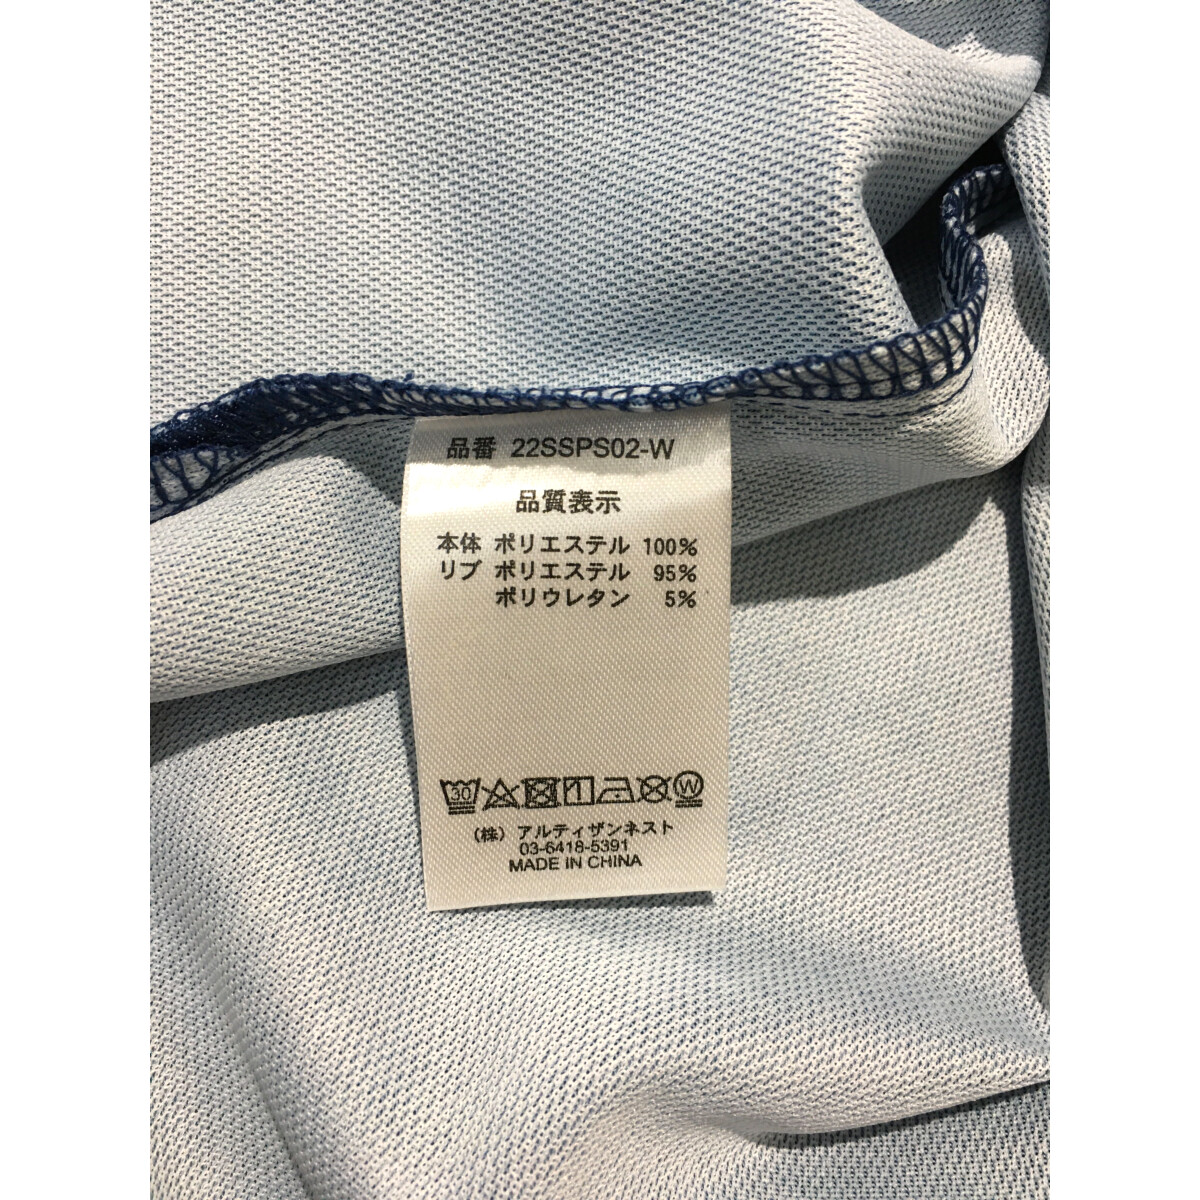 品番 22SSPS02-W
品質表示
本体 ポリエステル 100%
リブ ポリエステル 95%
ポリウレタン 5%
30 W
(株) アルティザンネスト
03-6418-5391
MADE IN CHINA